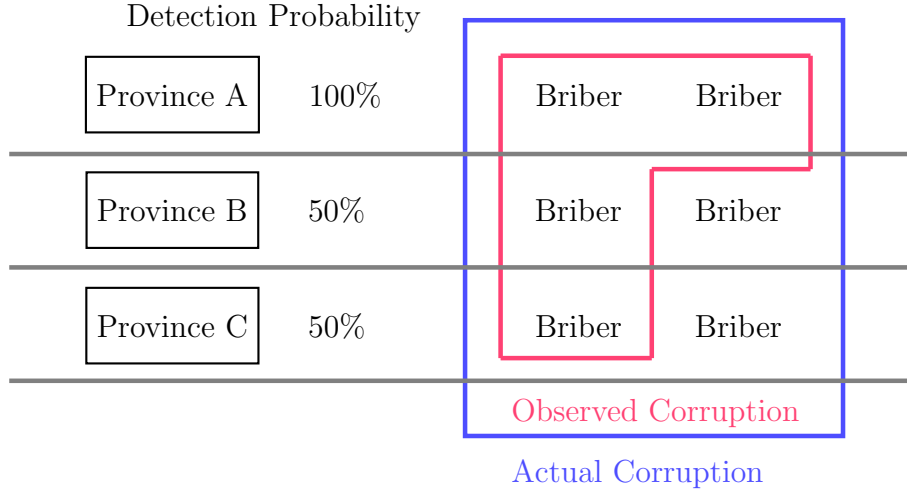 Detection Probability
Province A 100% Briber Briber
Province B 50% Briber Briber
Province C 50% Briber Briber
Observed Corruption
Actual Corruption